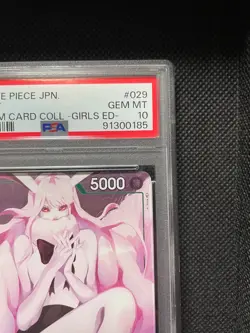 E PIECE JPN. #029
GEM MT
M CARD COLL -GIRLS ED- 10
PSA 91300185
5000